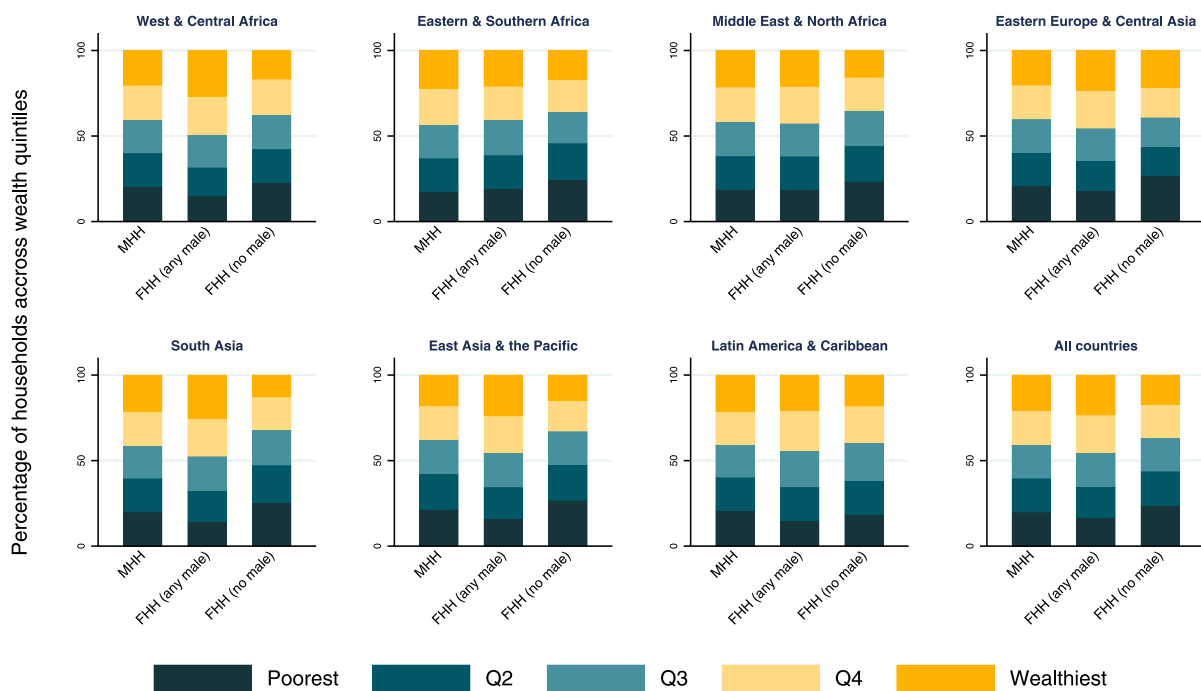 Percentage of households accross wealth quintiles
West & Central Africa
100
50
0
MHH
FHH (any male)
FHH (no male)
Eastern & Southern Africa
100
50
0
MHH
FHH (any male)
FHH (no male)
Middle East & North Africa
100
50
0
MHH
FHH (any male)
FHH (no male)
Eastern Europe & Central Asia
100
50
0
MHH
FHH (any male)
FHH (no male)
South Asia
100
50
0
MHH
FHH (any male)
FHH (no male)
East Asia & the Pacific
100
50
0
MHH
FHH (any male)
FHH (no male)
Latin America & Caribbean
100
50
0
MHH
FHH (any male)
FHH (no male)
All countries
100
50
0
MHH
FHH (any male)
FHH (no male)
Poorest Q2 Q3 Q4 Wealthiest